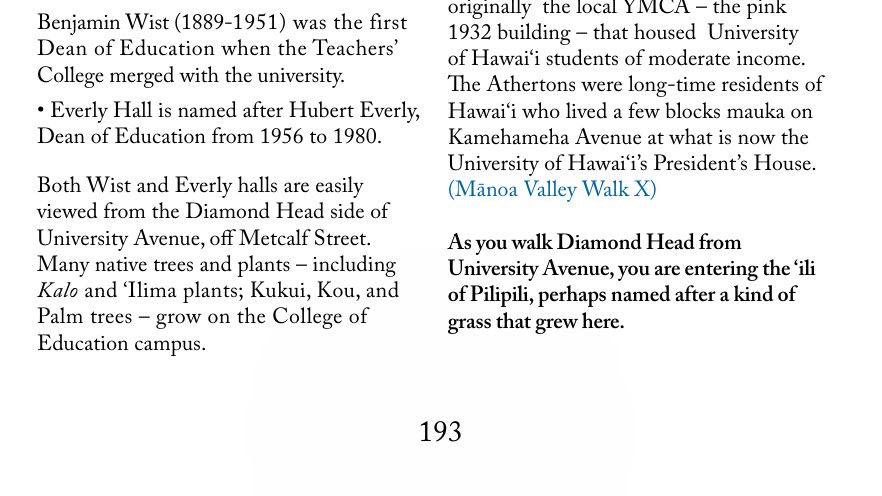 Benjamin Wist (1889-1951) was the first
Dean of Education when the Teachers’
College merged with the university.
• Everly Hall is named after Hubert Everly,
Dean of Education from 1956 to 1980.
Both Wist and Everly halls are easily
viewed from the Diamond Head side of
University Avenue, off Metcalf Street.
Many native trees and plants – including
Kalo and ‘Ilima plants; Kukui, Kou, and
Palm trees – grow on the College of
Education campus.
originally the local YMCA – the pink
1932 building – that housed University
of Hawai‘i students of moderate income.
The Athertons were long-time residents of
Hawai‘i who lived a few blocks mauka on
Kamehameha Avenue at what is now the
University of Hawai‘i’s President’s House.
(Mānoa Valley Walk X)
As you walk Diamond Head from
University Avenue, you are entering the ‘ili
of Pilipili, perhaps named after a kind of
grass that grew here.
193